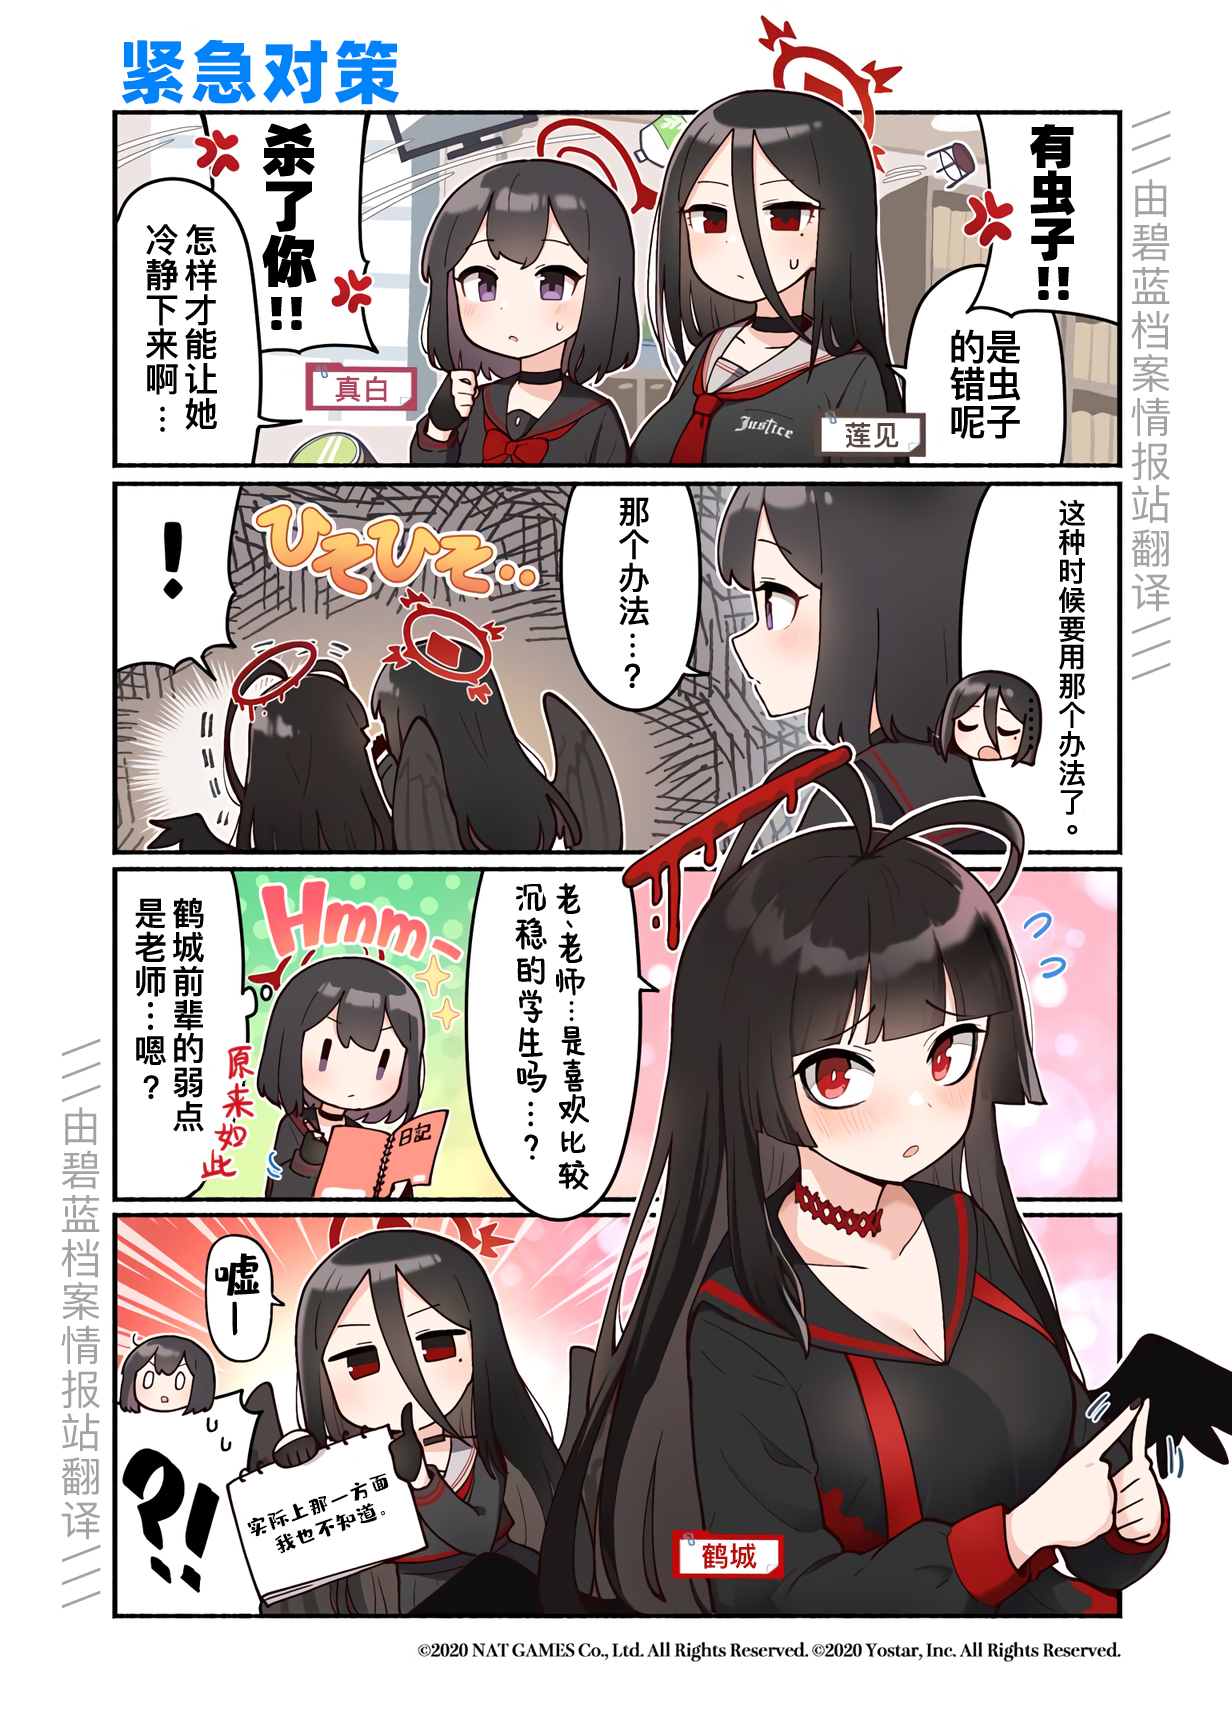 紧急对策
有虫子!!
是虫子
的错呢
杀了你!!
怎样才能让她
冷静下来啊…
真白
莲见
Justice
这种时候要用那个办法了。
那个办法…?
ひそひそ‥
!
老、老师…是喜欢比较
沉稳的学生吗…?
Hmm~
日記
原来如此
鹤城前辈的弱点
是老师…嗯?
嘘ー
实际上那一方面
我也不知道。
?!
鹤城
由碧蓝档案情报站翻译
由碧蓝档案情报站翻译
©2020 NAT GAMES Co., Ltd. All Rights Reserved. ©2020 Yostar, Inc. All Rights Reserved.